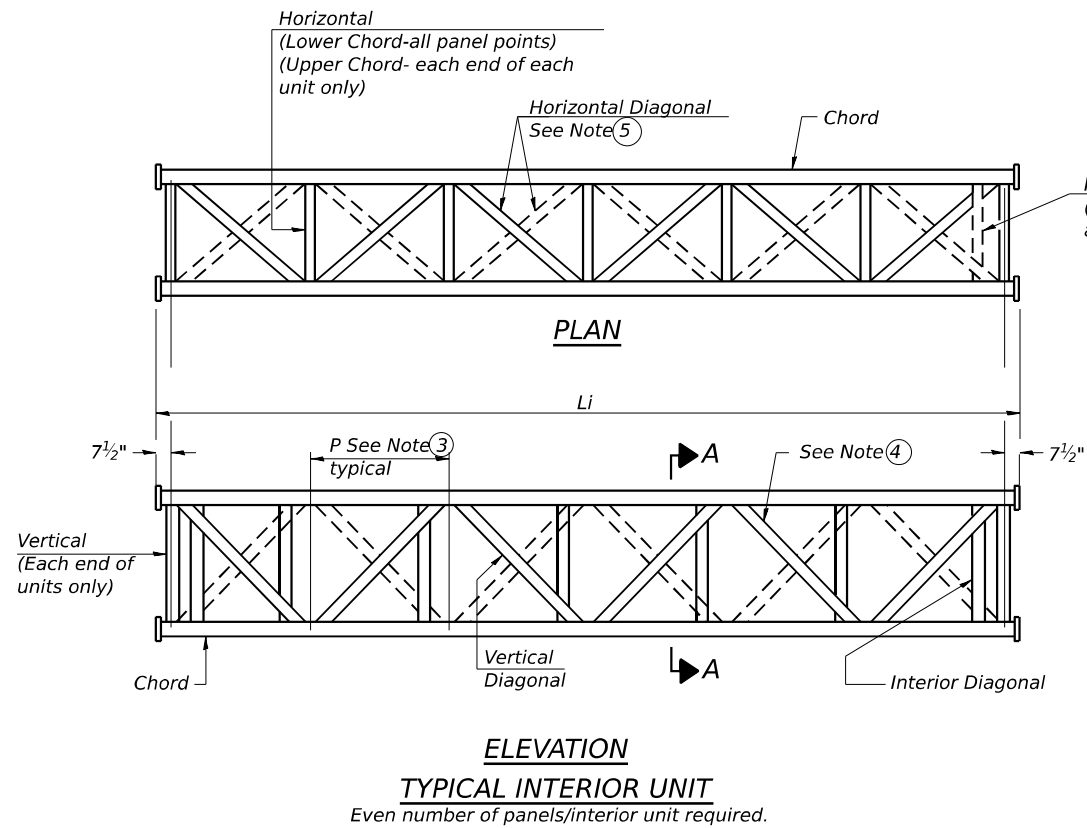 Horizontal
(Lower Chord-all panel points)
(Upper Chord- each end of each
unit only)
Horizontal Diagonal
See Note 5
Chord
PLAN
Li
7½"
P See Note 3
typical
A
See Note 4
7½"
Vertical
(Each end of
units only)
Chord
Vertical
Diagonal
A
Interior Diagonal
ELEVATION
TYPICAL INTERIOR UNIT
Even number of panels/interior unit required.